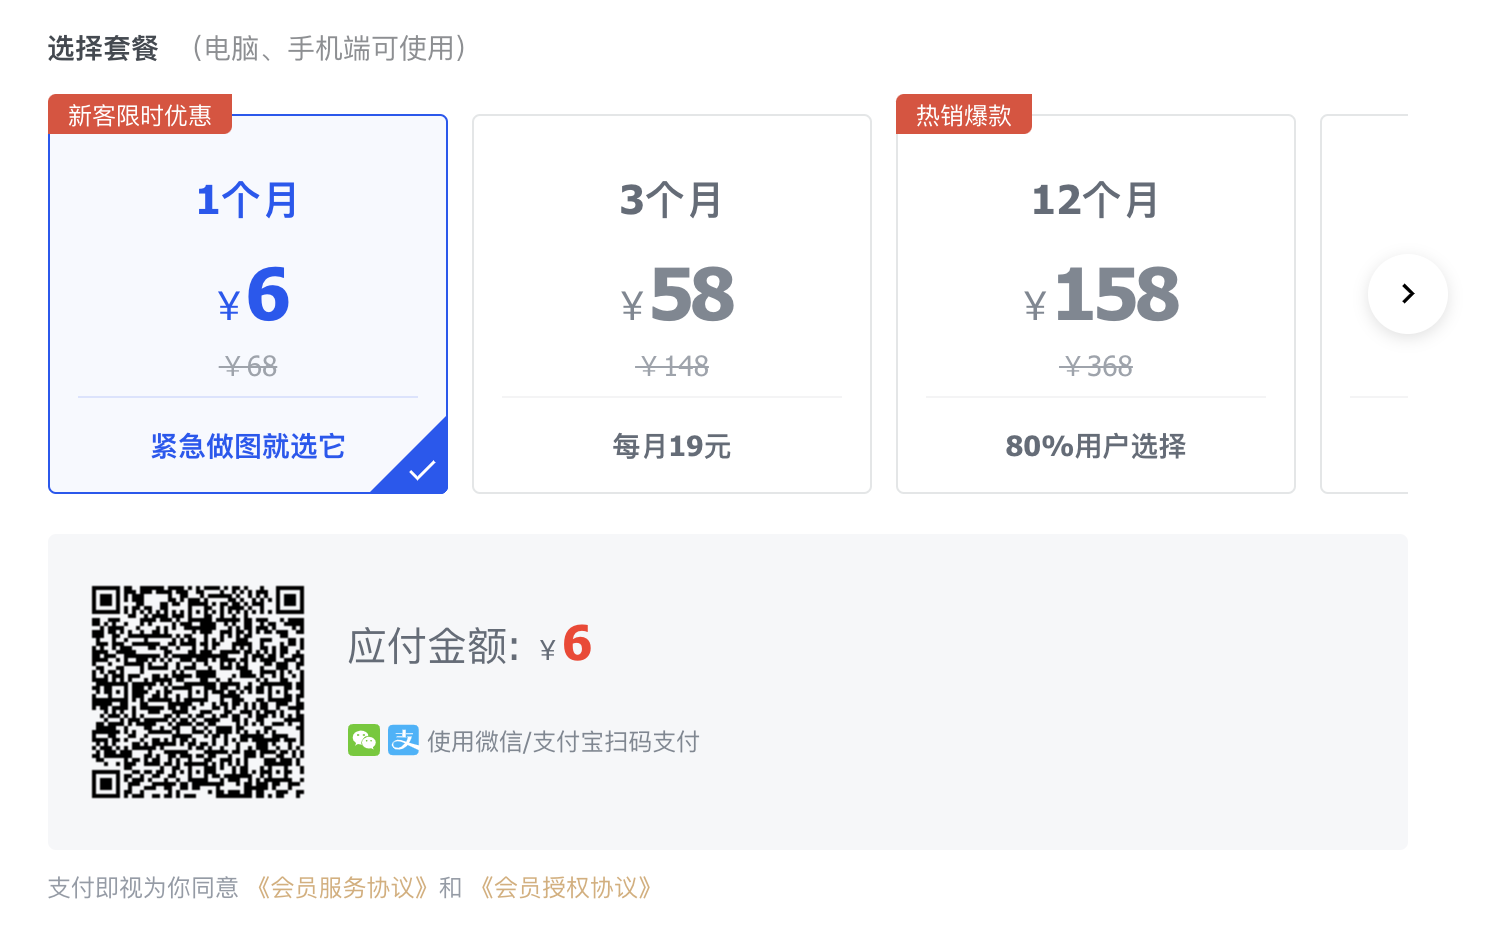 选择套餐 （电脑、手机端可使用）
新客限时优惠
1个月
¥6
¥68
紧急做图就选它
3个月
¥58
¥148
每月19元
热销爆款
12个月
¥158
¥368
80%用户选择
应付金额: ¥6
使用微信/支付宝扫码支付
支付即视为你同意 《会员服务协议》和 《会员授权协议》